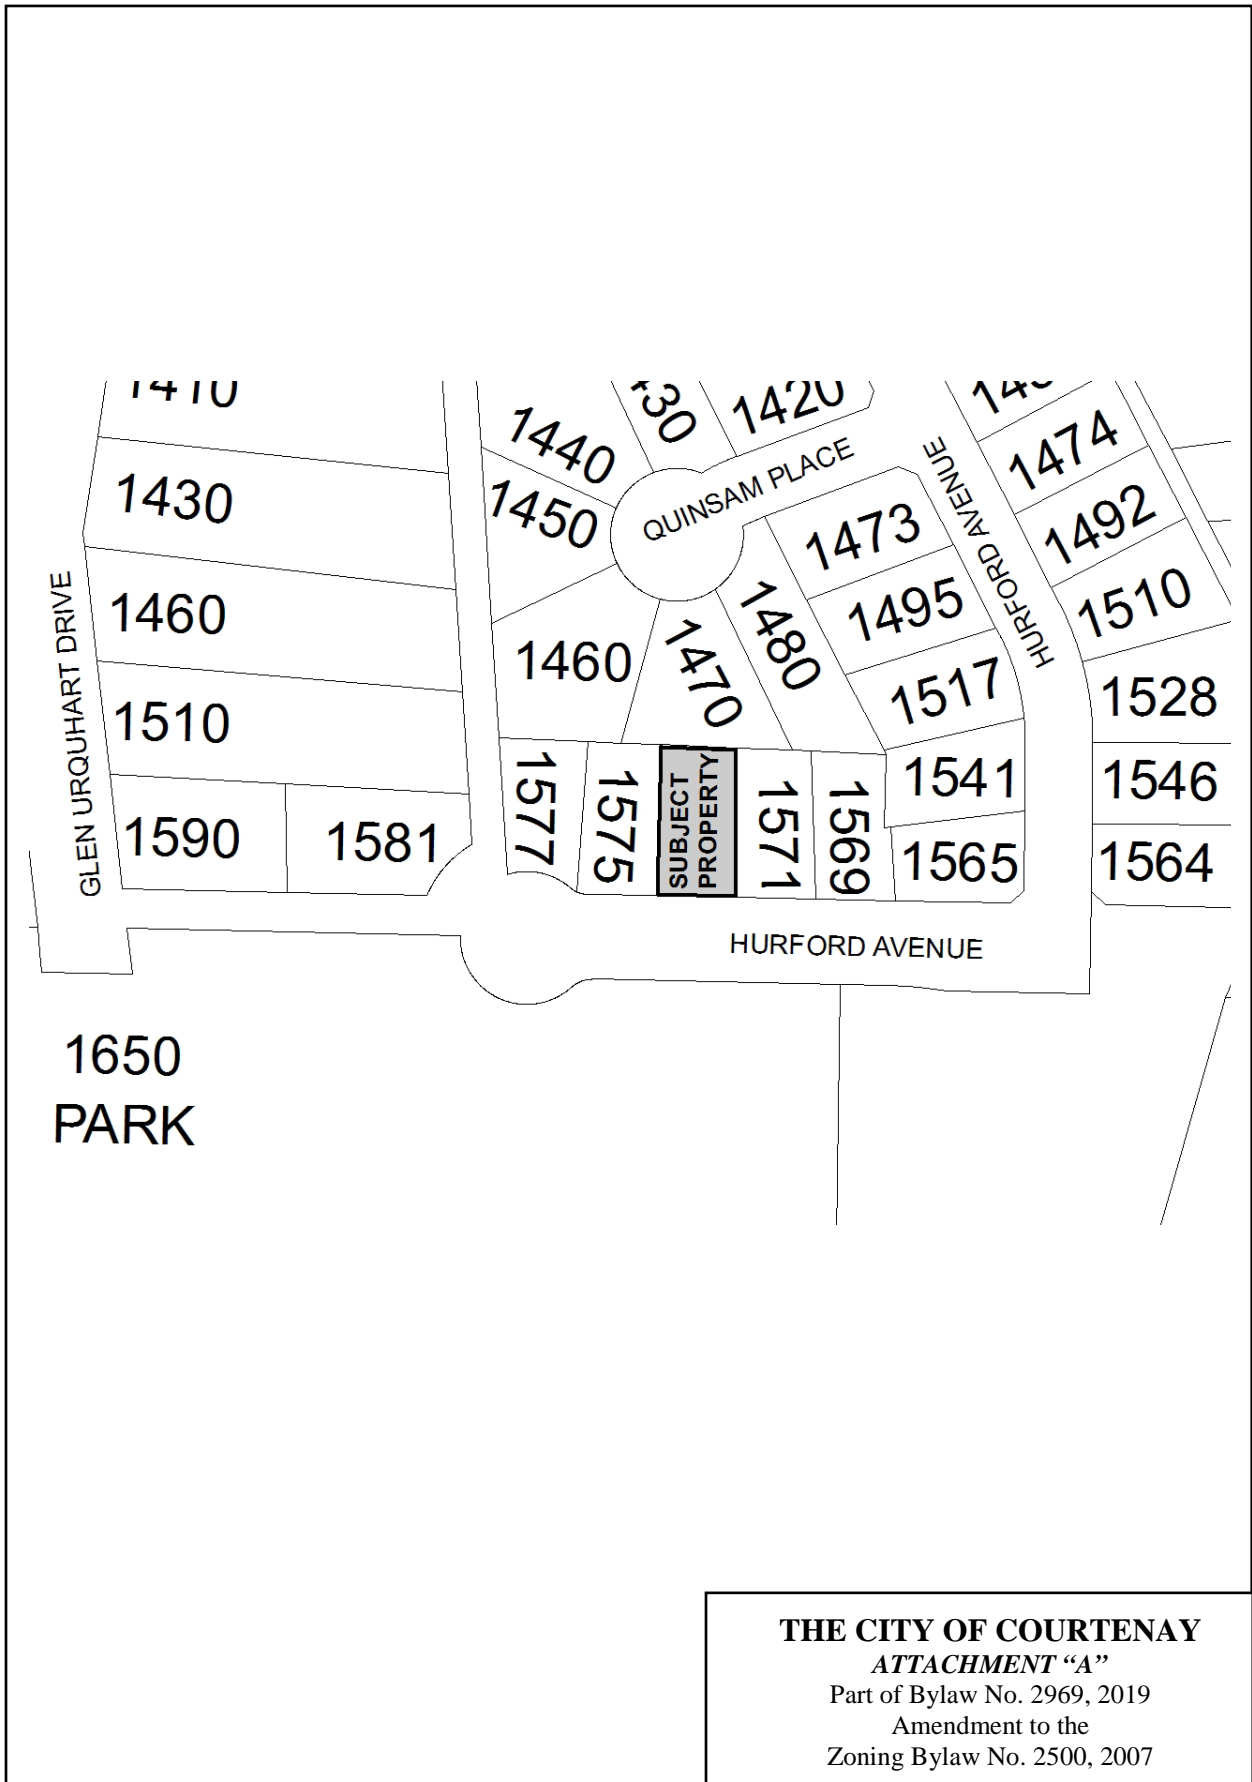 1410
1430
1460
1510
1590
1581
GLEN URQUHART DRIVE
1440
1450
1460
1470
1480
1420
QUINSAM PLACE
1473
1495
1517
1541
1565
HURFORD AVENUE
1474
1492
1510
1528
1546
1564
1577
1575
SUBJECT
PROPERTY
1571
1569
HURFORD AVENUE
1650
PARK
THE CITY OF COURTENAY
ATTACHMENT “A”
Part of Bylaw No. 2969, 2019
Amendment to the
Zoning Bylaw No. 2500, 2007